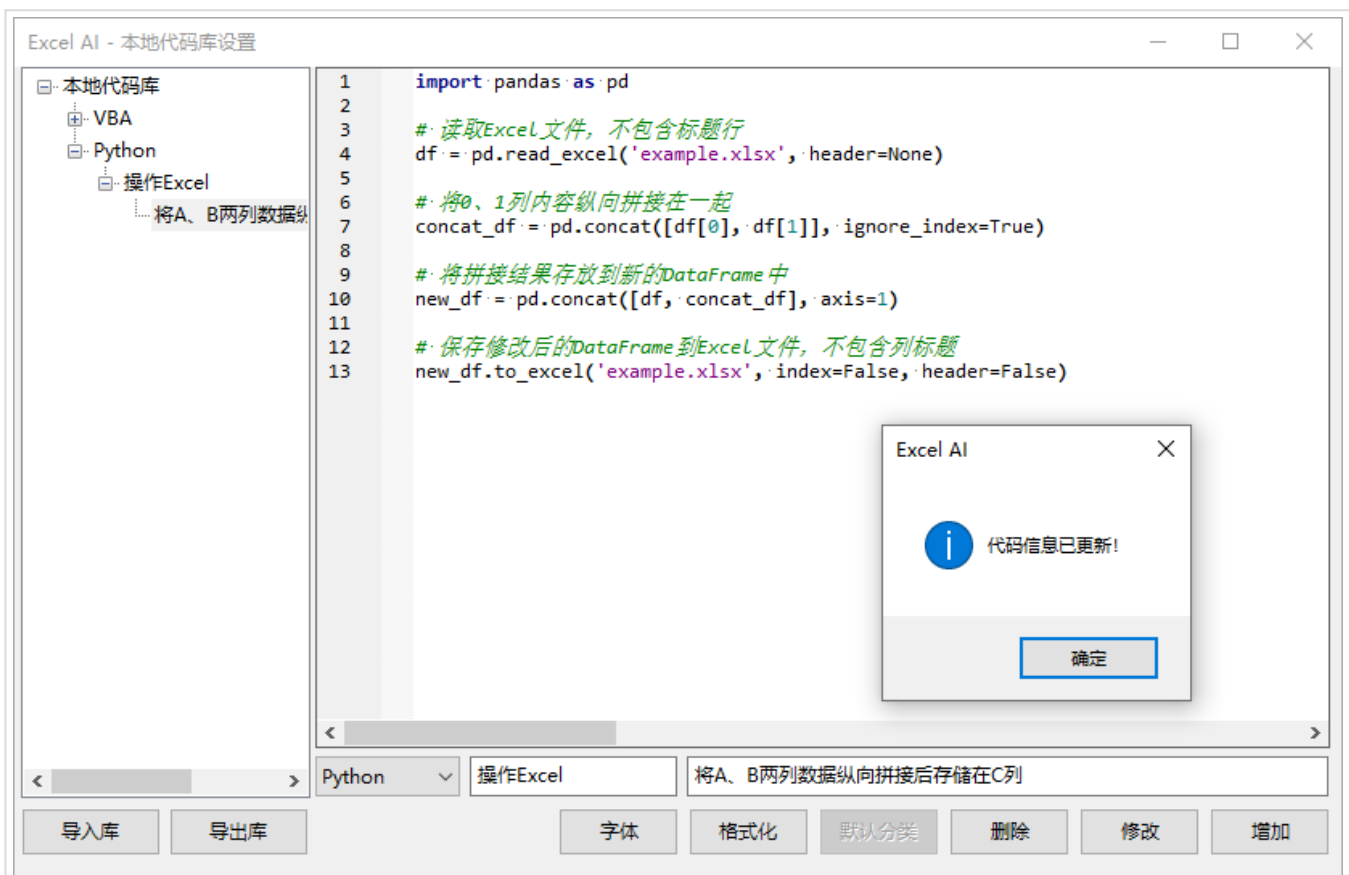 Excel AI - 本地代码库设置
本地代码库
VBA
Python
操作Excel
将A、B两列数据纵
1 import pandas as pd
2
3 # 读取Excel文件，不包含标题行
4 df = pd.read_excel('example.xlsx', header=None)
5
6 # 将0、1列内容纵向拼接在一起
7 concat_df = pd.concat([df[0], df[1]], ignore_index=True)
8
9 # 将拼接结果存放到新的DataFrame中
10 new_df = pd.concat([df, concat_df], axis=1)
11
12 # 保存修改后的DataFrame到Excel文件，不包含列标题
13 new_df.to_excel('example.xlsx', index=False, header=False)
Excel AI
代码信息已更新!
确定
Python 操作Excel 将A、B两列数据纵向拼接后存储在C列
导入库 导出库 字体 格式化 默认分类 删除 修改 增加